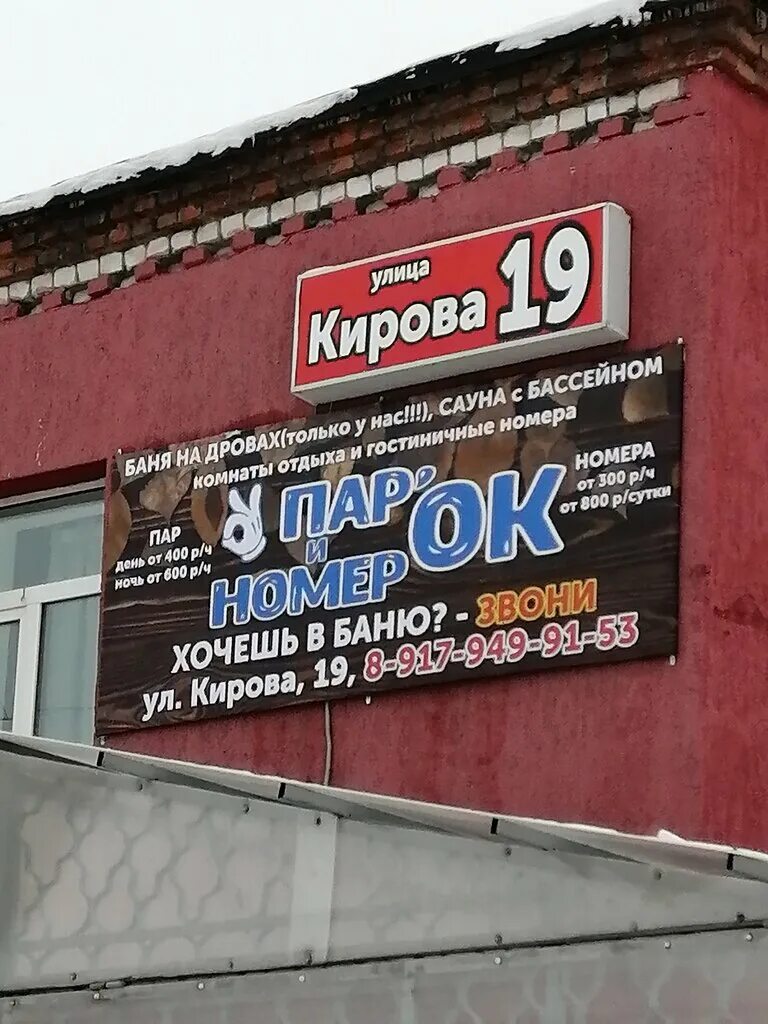 улица
Кирова 19
БАНЯ НА ДРОВАХ(только у нас!!!), САУНА с БАССЕЙНОМ
комнаты отдыха и гостиничные номера
ПАР
день от 400 р/ч
ночь от 600 р/ч
ПАР'
и
НОМЕР
ОК
НОМЕРА
от 300 р/ч
от 800 р/сутки
ХОЧЕШЬ В БАНЮ? - ЗВОНИ
ул. Кирова, 19, 8-917-949-91-53